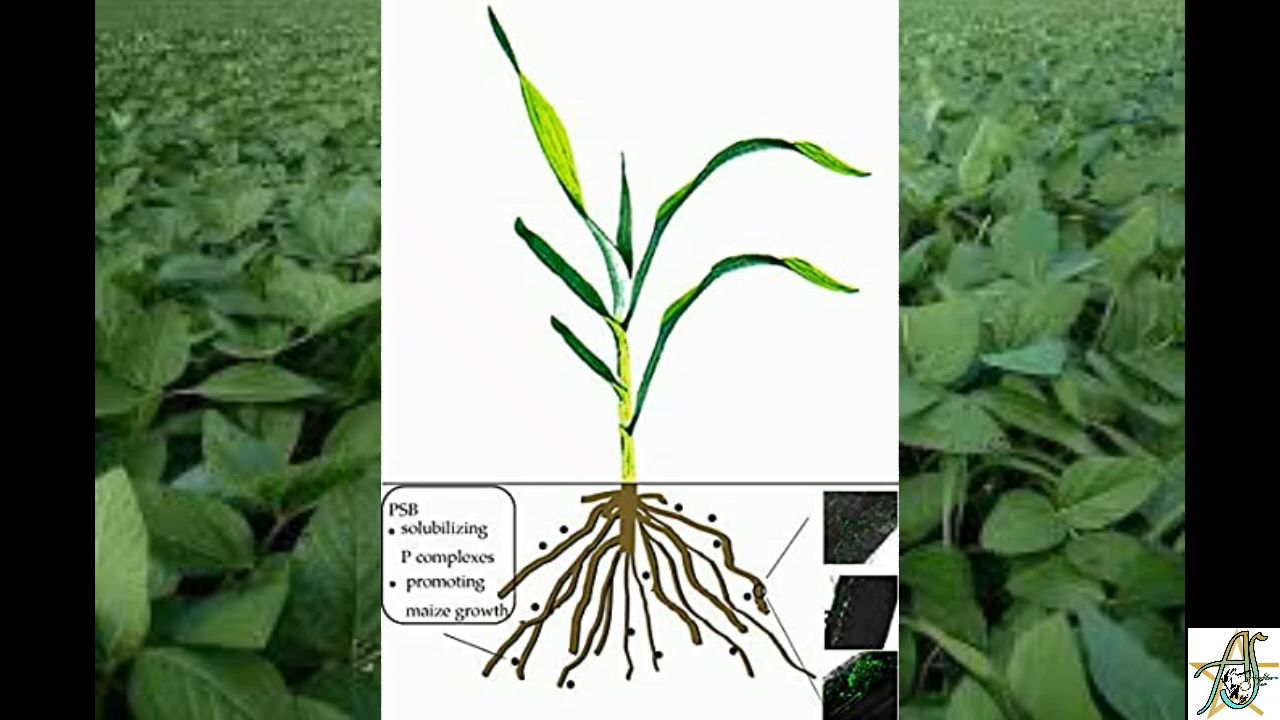 PSB
• solubilizing
P complexes
• promoting
maize growth